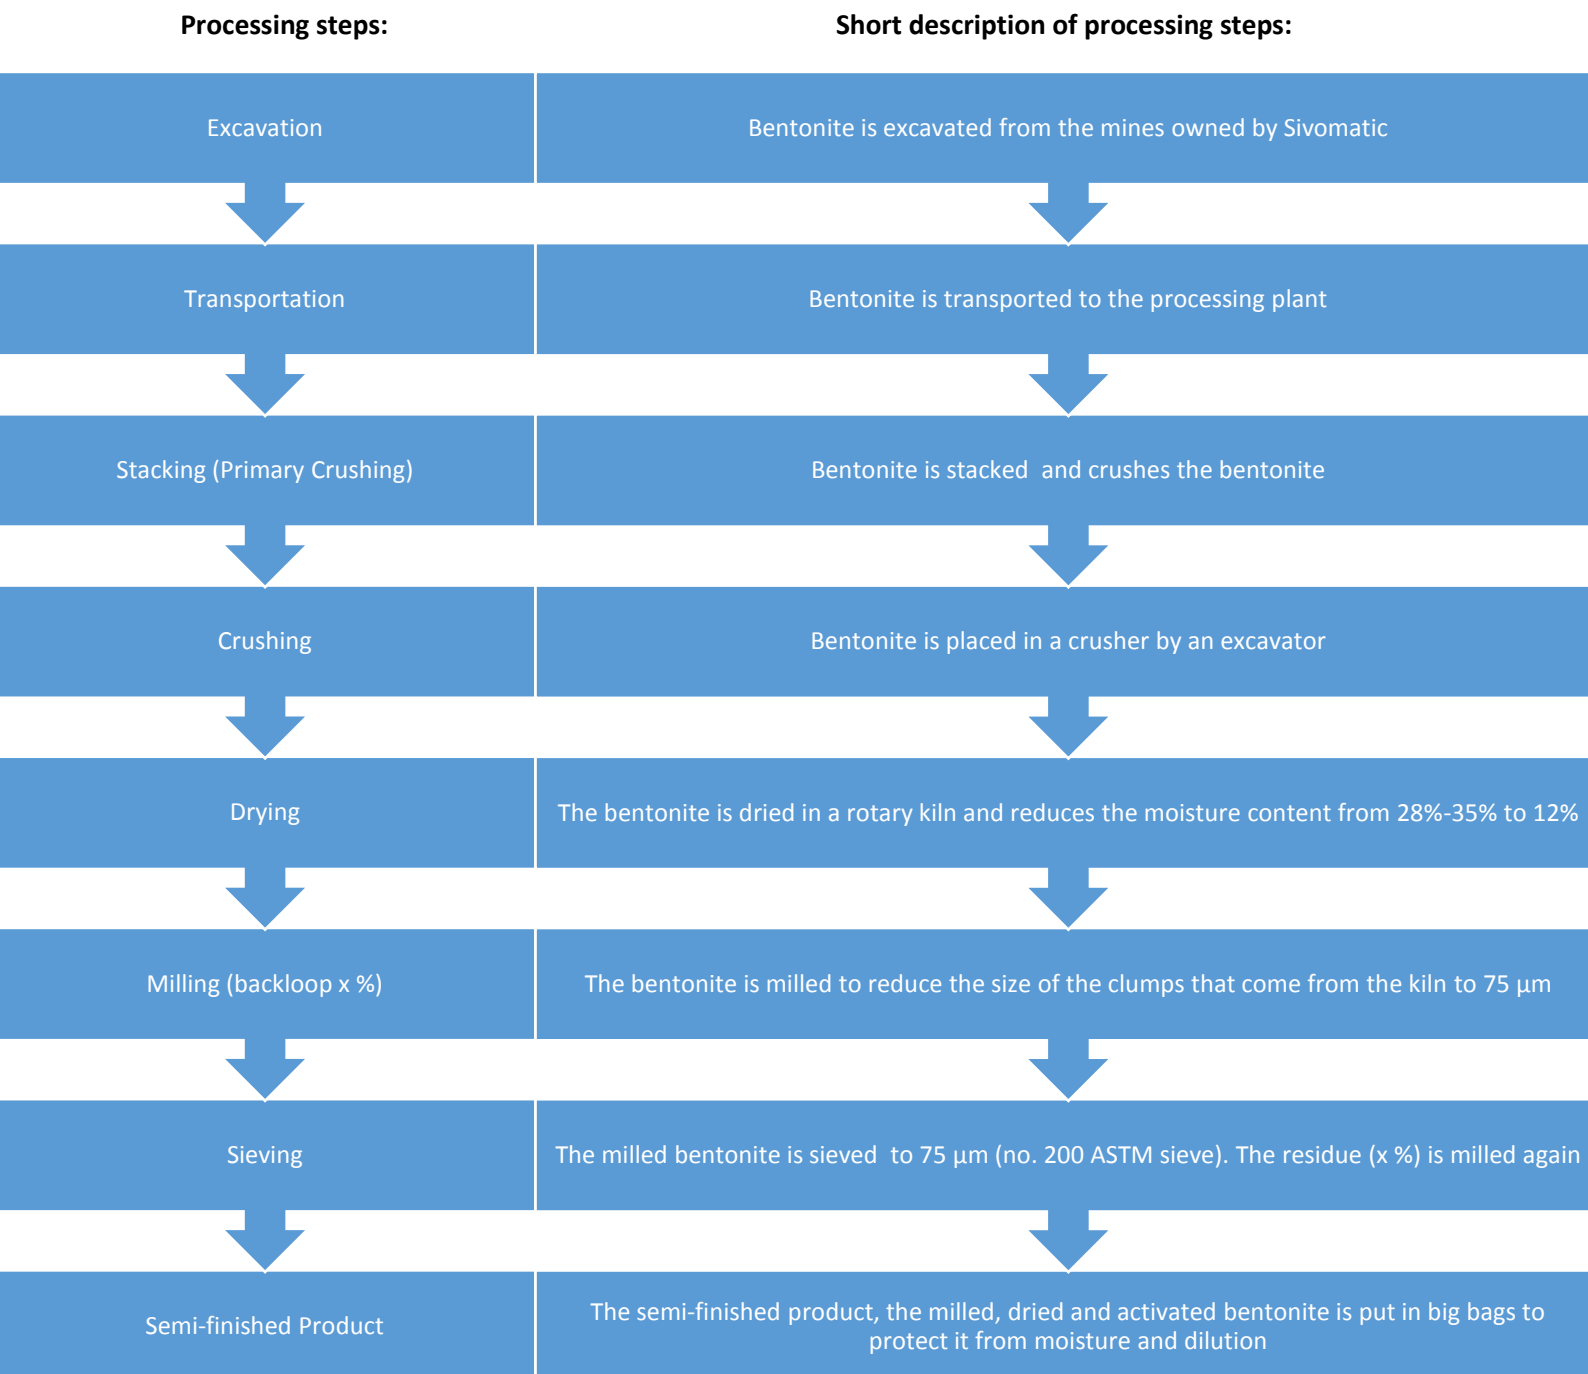 Processing steps:
Short description of processing steps:
Excavation
Bentonite is excavated from the mines owned by Sivomatic
Transportation
Bentonite is transported to the processing plant
Stacking (Primary Crushing)
Bentonite is stacked  and crushes the bentonite
Crushing
Bentonite is placed in a crusher by an excavator
Drying
The bentonite is dried in a rotary kiln and reduces the moisture content from 28%-35% to 12%
Milling (backloop x %)
The bentonite is milled to reduce the size of the clumps that come from the kiln to 75 µm
Sieving
The milled bentonite is sieved  to 75 µm (no. 200 ASTM sieve). The residue (x %) is milled again
Semi-finished Product
The semi-finished product, the milled, dried and activated bentonite is put in big bags to
protect it from moisture and dilution